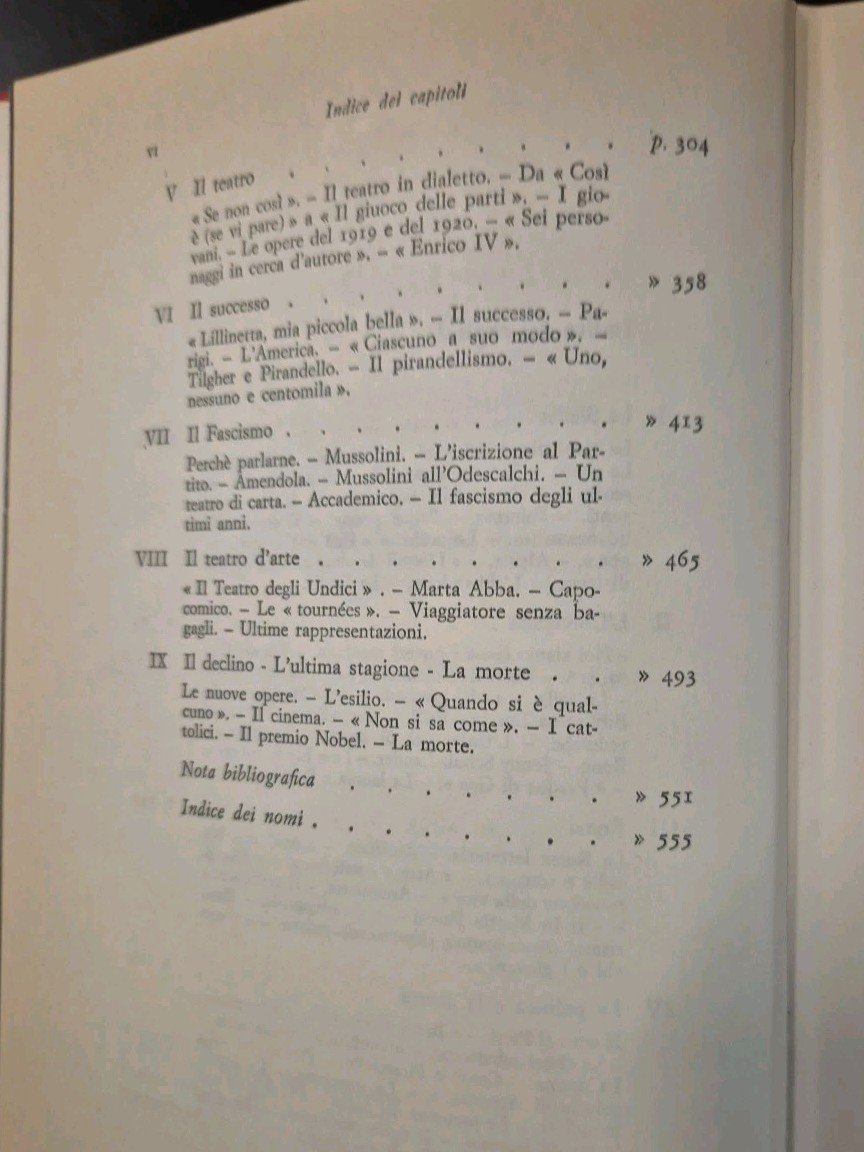 Indice dei capitoli
VI
V Il teatro . . . . . . . . . p. 304
« Se non così ». – Il teatro in dialetto. – Da « Così
è (se vi pare) » a « Il giuoco delle parti ». – I gio-
vani. – Le opere del 1919 e del 1920. – « Sei perso-
naggi in cerca d'autore ». – « Enrico IV ».
VI Il successo . . . . . . . . . » 358
« Lillinetta, mia piccola bella ». – Il successo. – Pa-
rigi. – L'America. – « Ciascuno a suo modo ». –
Tilgher e Pirandello. – Il pirandellismo. – « Uno,
nessuno e centomila ».
VII Il Fascismo . . . . . . . . . » 413
Perchè parlarne. – Mussolini. – L'iscrizione al Par-
tito. – Amendola. – Mussolini all'Odescalchi. – Un
teatro di carta. – Accademico. – Il fascismo degli ul-
timi anni.
VIII Il teatro d'arte . . . . . . . . » 465
« Il Teatro degli Undici » . – Marta Abba. – Capo-
comico. – Le « tournées ». – Viaggiatore senza ba-
gagli. – Ultime rappresentazioni.
IX Il declino - L'ultima stagione - La morte . . » 493
Le nuove opere. – L'esilio. – « Quando si è qual-
cuno ». – Il cinema. – « Non si sa come ». – I cat-
tolici. – Il premio Nobel. – La morte.
Nota bibliografica . . . . . . . » 551
Indice dei nomi . . . . . . . . » 555